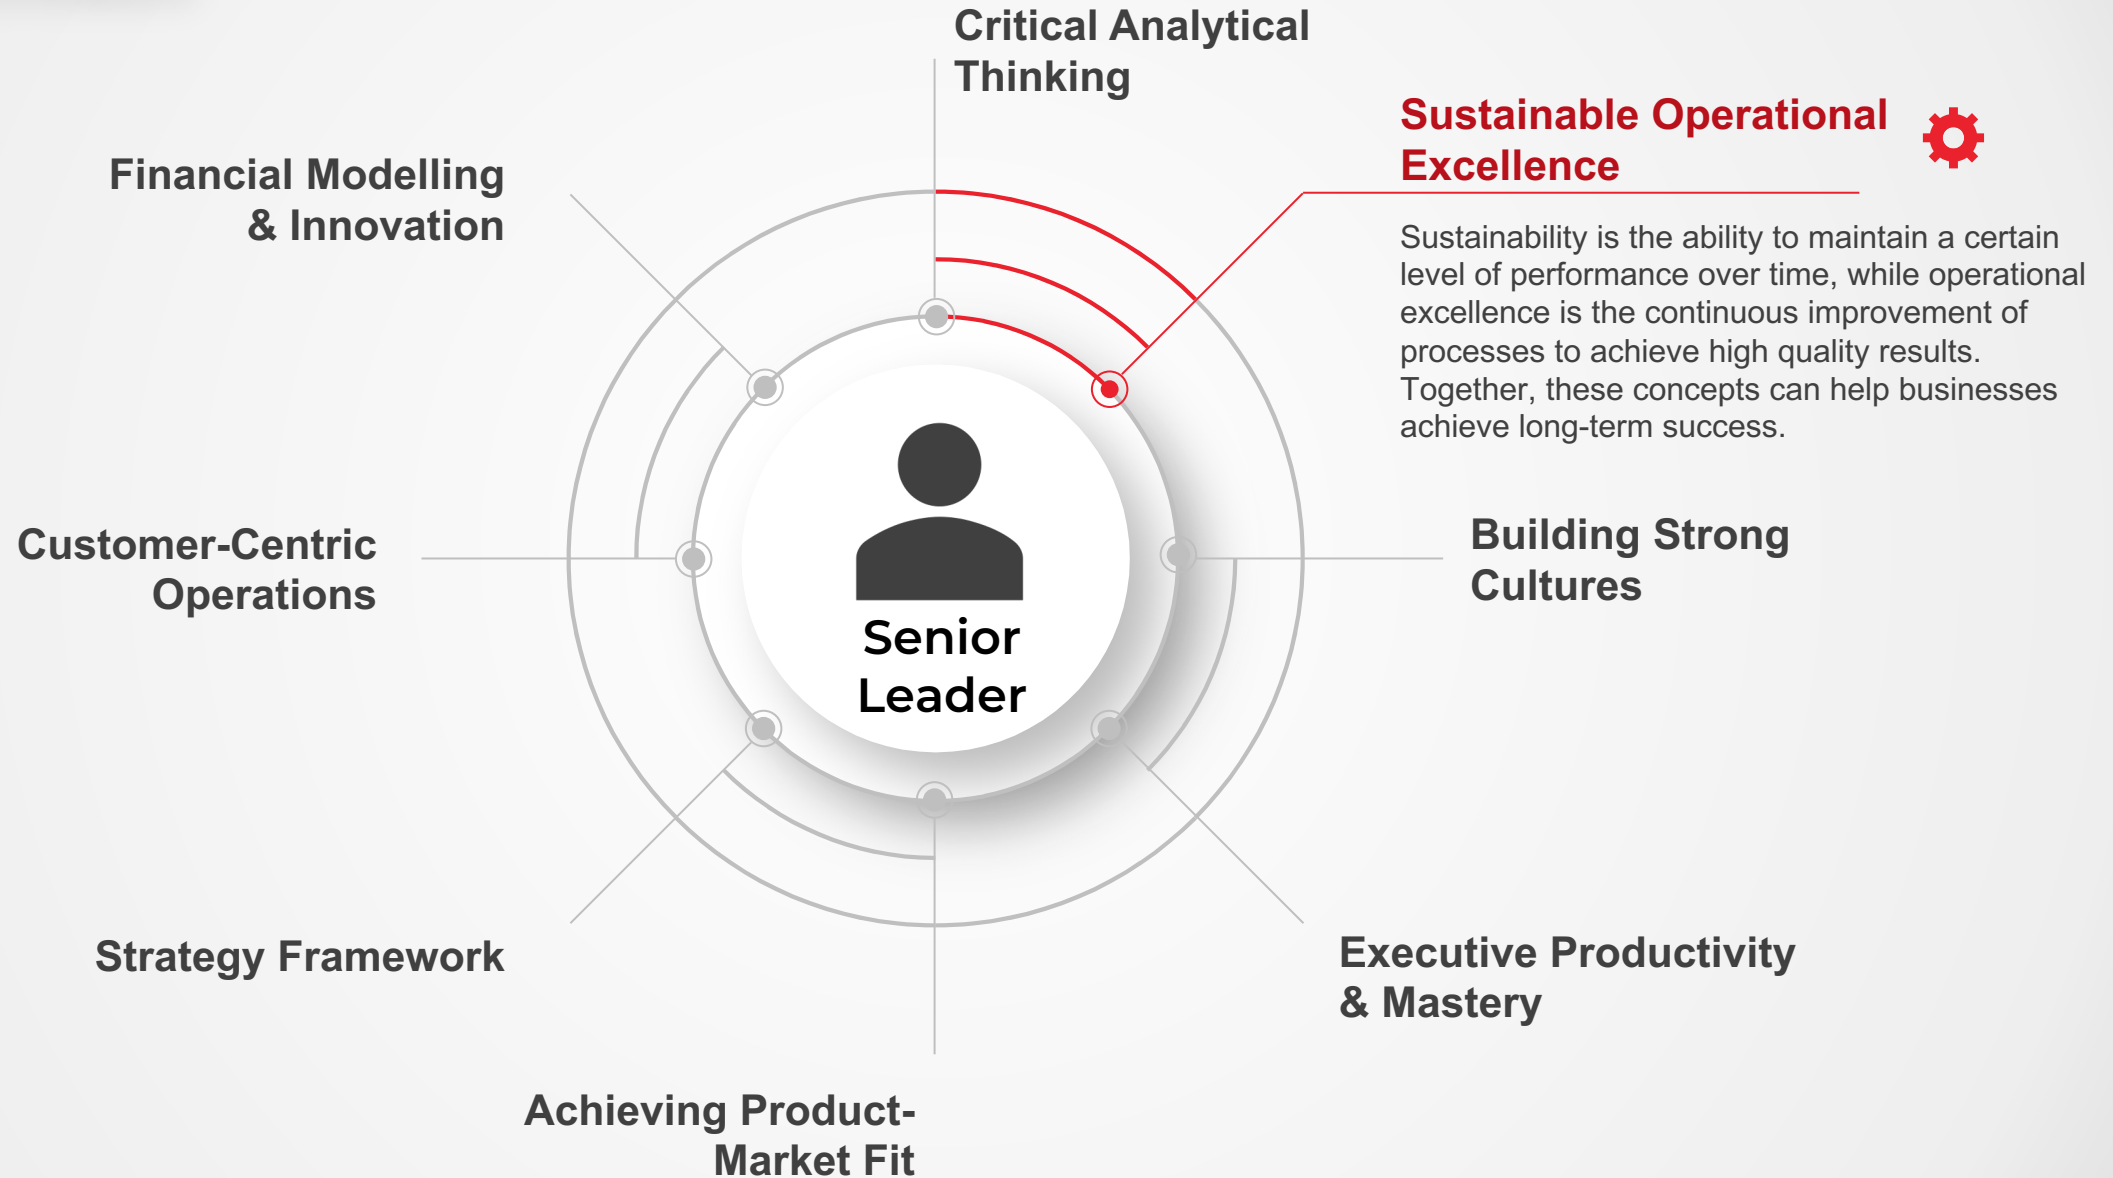 Critical Analytical
Thinking
Sustainable Operational
Excellence
Sustainability is the ability to maintain a certain
level of performance over time, while operational
excellence is the continuous improvement of
processes to achieve high quality results.
Together, these concepts can help businesses
achieve long-term success.
Financial Modelling
& Innovation
Customer-Centric
Operations
Senior
Leader
Building Strong
Cultures
Strategy Framework
Executive Productivity
& Mastery
Achieving Product-
Market Fit